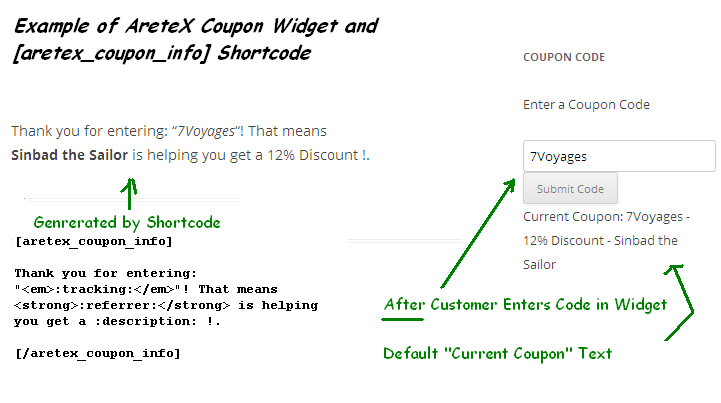 Example of AreteX Coupon Widget and
[aretex_coupon_info] Shortcode
Thank you for entering: “7Voyages“! That means
Sinbad the Sailor is helping you get a 12% Discount !.
Genrerated by Shortcode
[aretex_coupon_info]
Thank you for entering:
"<em>:tracking:</em>"! That means
<strong>:referrer:</strong> is helping
you get a :description: !.
[/aretex_coupon_info]
COUPON CODE
Enter a Coupon Code
7Voyages
Submit Code
Current Coupon: 7Voyages -
12% Discount - Sinbad the
Sailor
After Customer Enters Code in Widget
Default "Current Coupon" Text